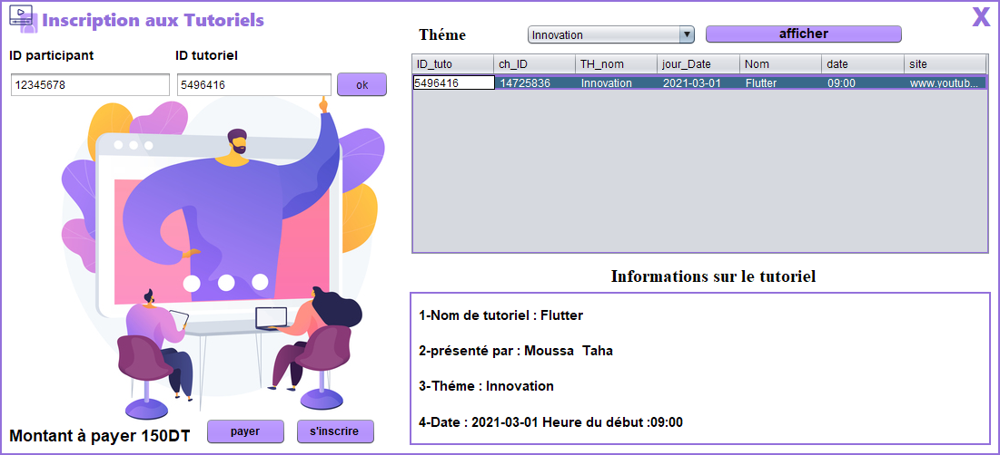 Inscription aux Tutoriels
X
ID participant ID tutoriel
12345678 5496416 ok
Théme Innovation afficher
ID_tuto ch_ID TH_nom jour_Date Nom date site
5496416 14725836 Innovation 2021-03-01 Flutter 09:00 www.youtub...
Informations sur le tutoriel
1-Nom de tutoriel : Flutter
2-présenté par : Moussa Taha
3-Théme : Innovation
4-Date : 2021-03-01 Heure du début :09:00
Montant à payer 150DT payer s'inscrire